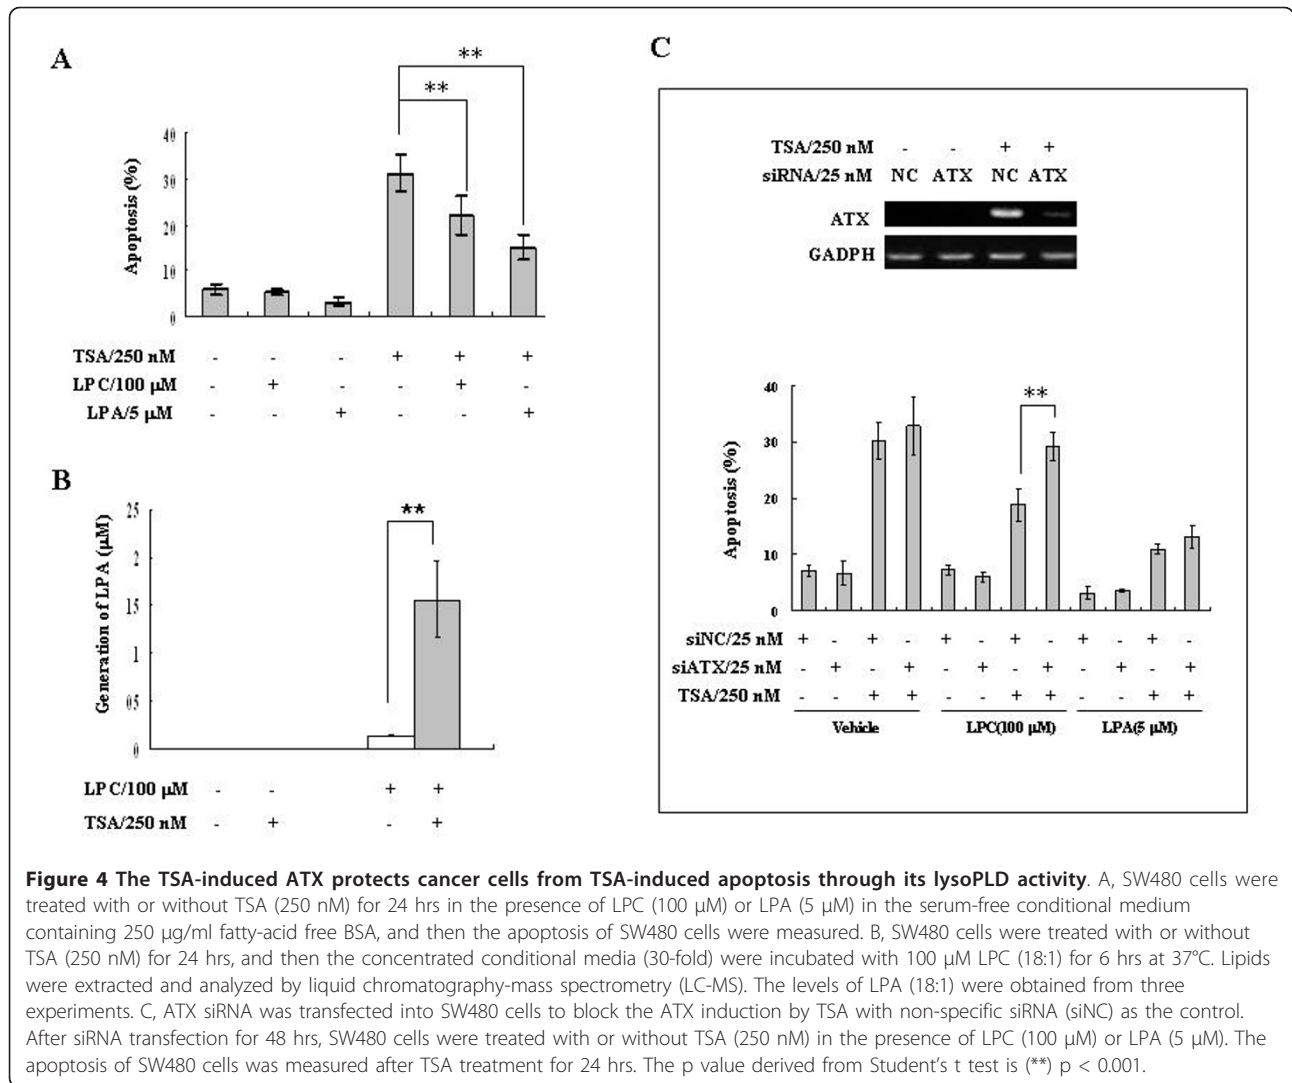 A
**
**
Apoptosis (%)
40
30
20
10
0
TSA/250 nM - - - + + +
LPC/100 µM - + - - + -
LPA/5 µM - - + - - +
B
Generation of LPA (µM)
25
2
15
1
05
0
**
LPC/100 µM - - + +
TSA/250 nM - + - +
C
TSA/250 nM - - + +
siRNA/25 nM NC ATX NC ATX
ATX
GADPH
Apoptosis (%)
40
30
20
10
0
**
siNC/25 nM + - + - + - + - + - + -
siATX/25 nM - + - + - + - + - + - +
TSA/250 nM - - + + - - + + - - + +
Vehicle LPC(100 µM) LPA(5 µM)
Figure 4 The TSA-induced ATX protects cancer cells from TSA-induced apoptosis through its lysoPLD activity. A, SW480 cells were
treated with or without TSA (250 nM) for 24 hrs in the presence of LPC (100 µM) or LPA (5 µM) in the serum-free conditional medium
containing 250 µg/ml fatty-acid free BSA, and then the apoptosis of SW480 cells were measured. B, SW480 cells were treated with or without
TSA (250 nM) for 24 hrs, and then the concentrated conditional media (30-fold) were incubated with 100 µM LPC (18:1) for 6 hrs at 37°C. Lipids
were extracted and analyzed by liquid chromatography-mass spectrometry (LC-MS). The levels of LPA (18:1) were obtained from three
experiments. C, ATX siRNA was transfected into SW480 cells to block the ATX induction by TSA with non-specific siRNA (siNC) as the control.
After siRNA transfection for 48 hrs, SW480 cells were treated with or without TSA (250 nM) in the presence of LPC (100 µM) or LPA (5 µM). The
apoptosis of SW480 cells was measured after TSA treatment for 24 hrs. The p value derived from Student's t test is (**) p < 0.001.